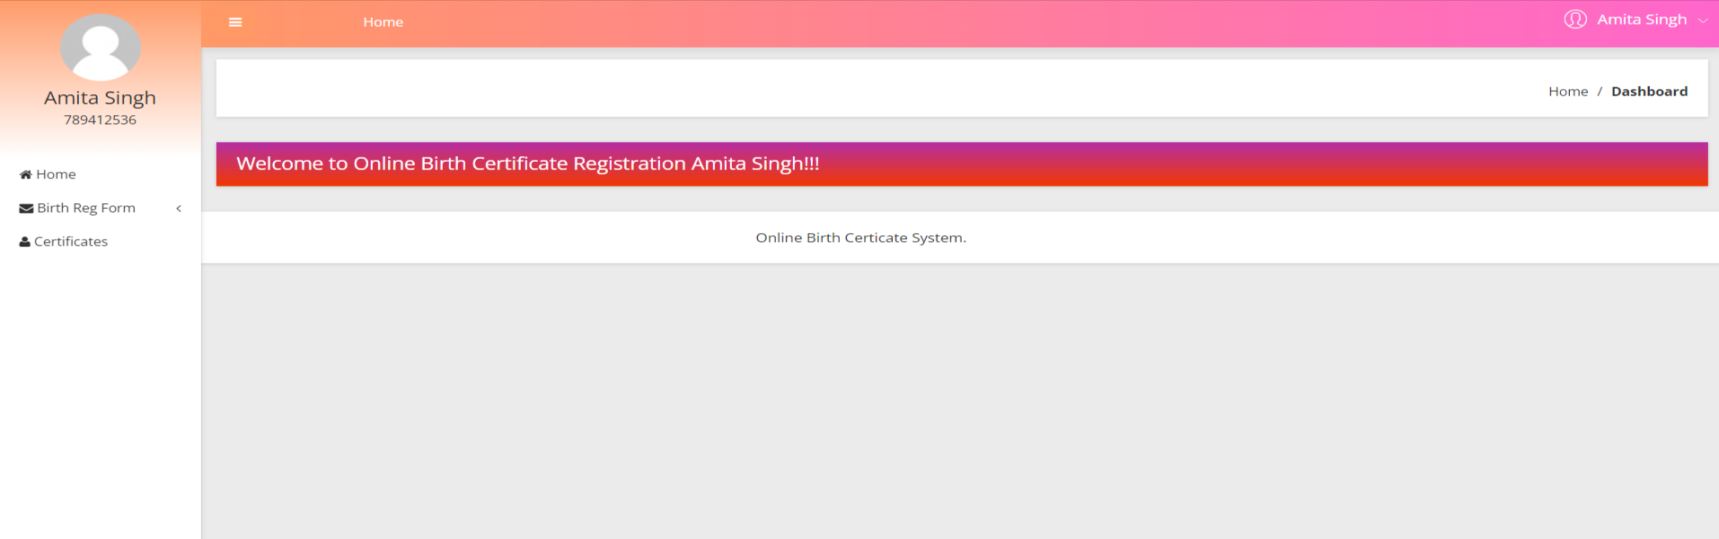 Home
Amita Singh
Amita Singh
789412536
Home / Dashboard
Welcome to Online Birth Certificate Registration Amita Singh!!!
Home
Birth Reg Form
Certificates
Online Birth Certicate System.